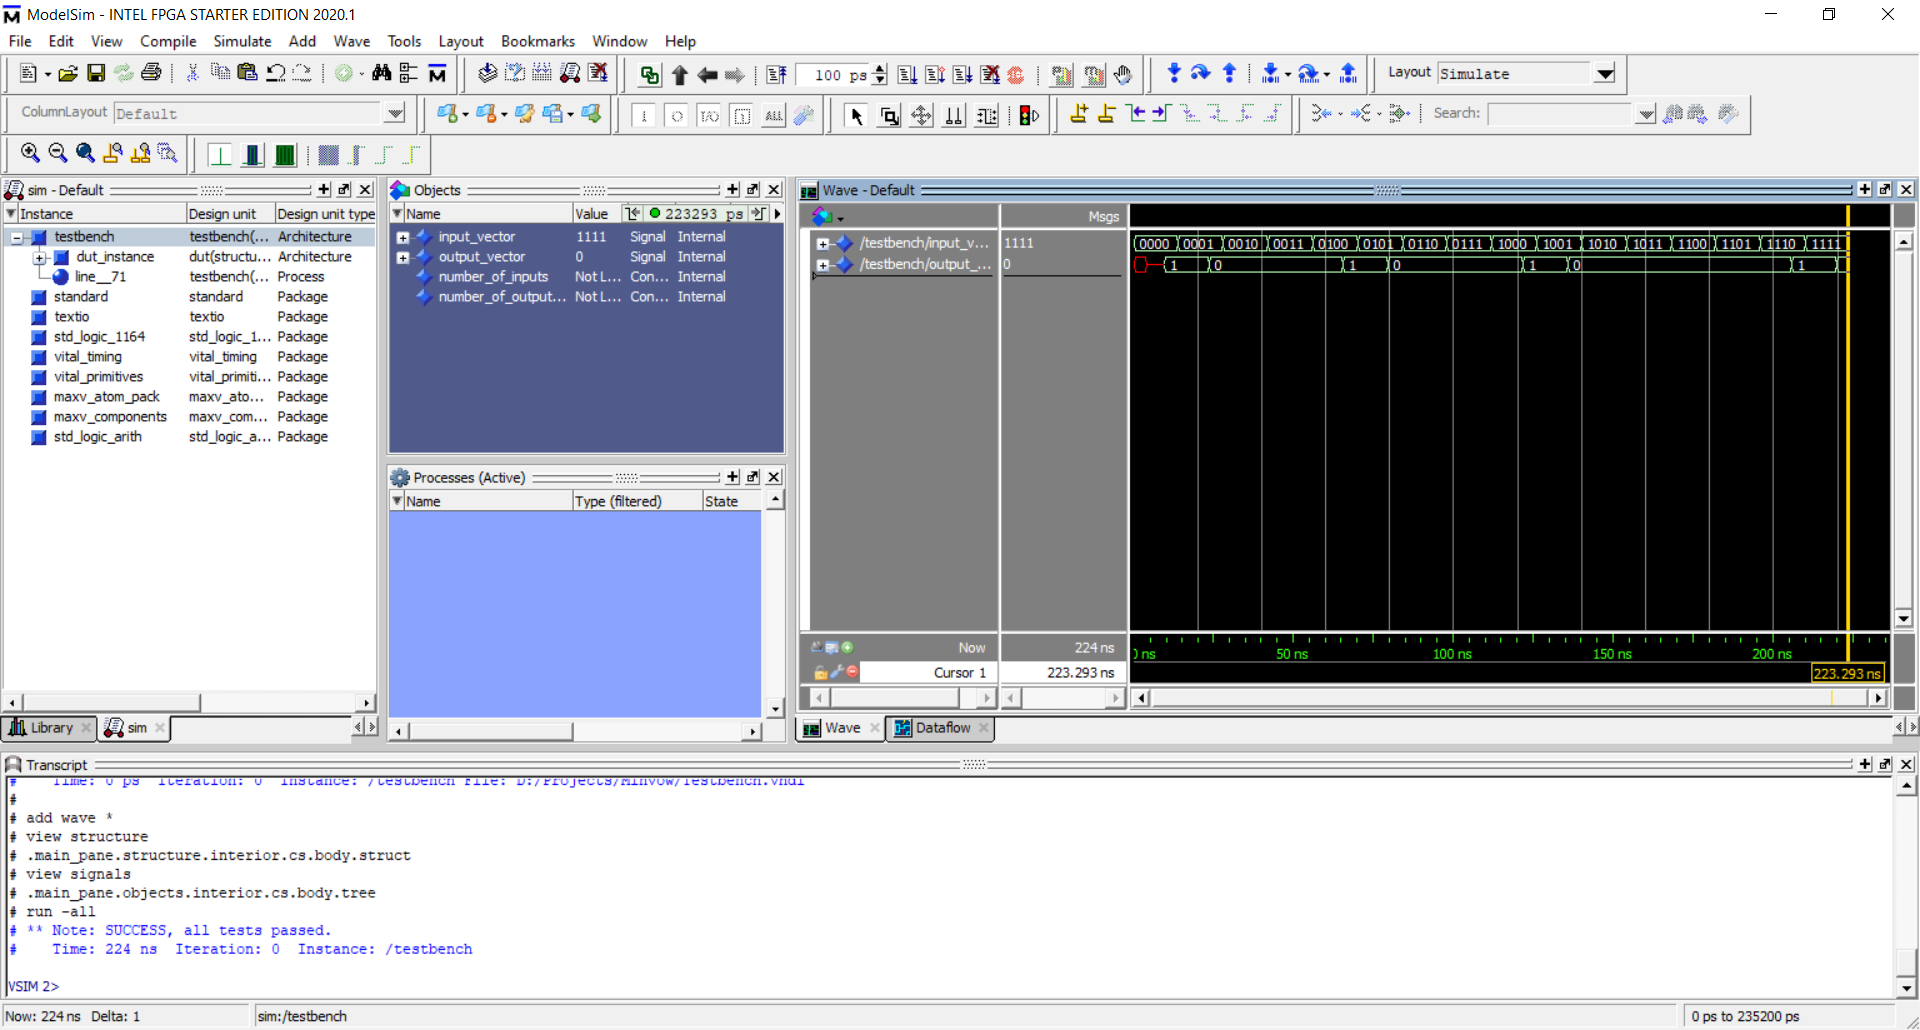 ModelSim - INTEL FPGA STARTER EDITION 2020.1
File Edit View Compile Simulate Add Wave Tools Layout Bookmarks Window Help
100 ps
Layout Simulate
ColumnLayout Default
ALL
Search:
sim - Default
Instance Design unit Design unit type
testbench testbench(... Architecture
dut_instance dut(structu... Architecture
line__71 testbench(... Process
standard standard Package
textio textio Package
std_logic_1164 std_logic_1... Package
vital_timing vital_timing Package
vital_primitives vital_primiti... Package
maxv_atom_pack maxv_ato... Package
maxv_components maxv_com... Package
std_logic_arith std_logic_a... Package
Library sim
Objects
Name Value 223293 ps
input_vector 1111 Signal Internal
output_vector 0 Signal Internal
number_of_inputs Not L... Con... Internal
number_of_output... Not L... Con... Internal
Processes (Active)
Name Type (filtered) State
Wave - Default
Msgs
/testbench/input_v... 1111 0000 0001 0010 0011 0100 0101 0110 0111 1000 1001 1010 1011 1100 1101 1110 1111
/testbench/output_... 0 1 0 1 0 1 0 1
Now 224 ns ns 50 ns 100 ns 150 ns 200 ns
Cursor 1 223.293 ns 223.293 ns
Wave Dataflow
Transcript
# Time: 0 ps Iteration: 0 Instance: /testbench File: D:/Projects/Minvow/Testbench.vhdl
#
# add wave *
# view structure
# .main_pane.structure.interior.cs.body.struct
# view signals
# .main_pane.objects.interior.cs.body.tree
# run -all
# ** Note: SUCCESS, all tests passed.
# Time: 224 ns Iteration: 0 Instance: /testbench
VSIM 2>
Now: 224 ns Delta: 1 sim:/testbench 0 ps to 235200 ps